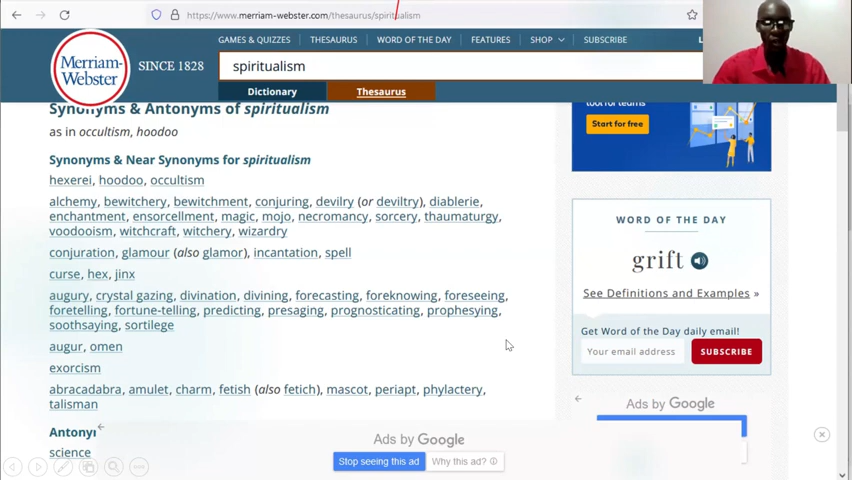 https://www.merriam-webster.com/thesaurus/spiritualism
GAMES & QUIZZES THESAURUS WORD OF THE DAY FEATURES SHOP SUBSCRIBE
Merriam-
Webster
SINCE 1828
spiritualism
Dictionary Thesaurus
Synonyms & Antonyms of spiritualism
as in occultism, hoodoo
Synonyms & Near Synonyms for spiritualism
hexerei, hoodoo, occultism
alchemy, bewitchery, bewitchment, conjuring, devilry (or deviltry), diablerie,
enchantment, ensorcellment, magic, mojo, necromancy, sorcery, thaumaturgy,
voodooism, witchcraft, witchery, wizardry
conjuration, glamour (also glamor), incantation, spell
curse, hex, jinx
augury, crystal gazing, divination, divining, forecasting, foreknowing, foreseeing,
foretelling, fortune-telling, predicting, presaging, prognosticating, prophesying,
soothsaying, sortilege
augur, omen
exorcism
abracadabra, amulet, charm, fetish (also fetich), mascot, periapt, phylactery,
talisman
science
tool for teams
Start for free
WORD OF THE DAY
grift
See Definitions and Examples »
Get Word of the Day daily email!
Your email address SUBSCRIBE
Ads by Google
Ads by Google
Stop seeing this ad Why this ad?